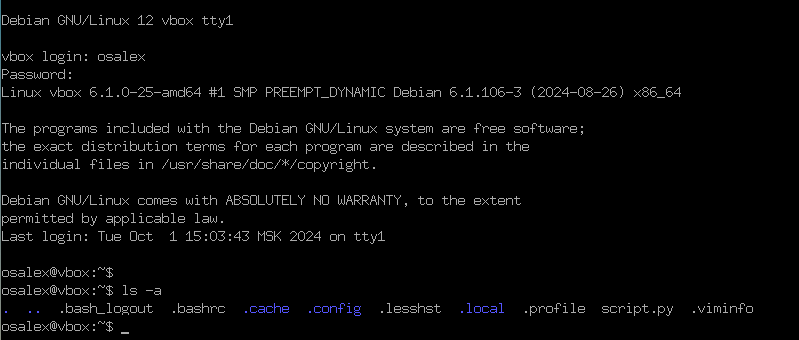 Debian GNU/Linux 12 vbox tty1
vbox login: osalex
Password:
Linux vbox 6.1.0-25-amd64 #1 SMP PREEMPT_DYNAMIC Debian 6.1.106-3 (2024-08-26) x86_64
The programs included with the Debian GNU/Linux system are free software;
the exact distribution terms for each program are described in the
individual files in /usr/share/doc/*/copyright.
Debian GNU/Linux comes with ABSOLUTELY NO WARRANTY, to the extent
permitted by applicable law.
Last login: Tue Oct  1 15:03:43 MSK 2024 on tty1
osalex@vbox:~$
osalex@vbox:~$ ls -a
.  ..  .bash_logout  .bashrc  .cache  .config  .lesshst  .local  .profile  script.py  .viminfo
osalex@vbox:~$ _